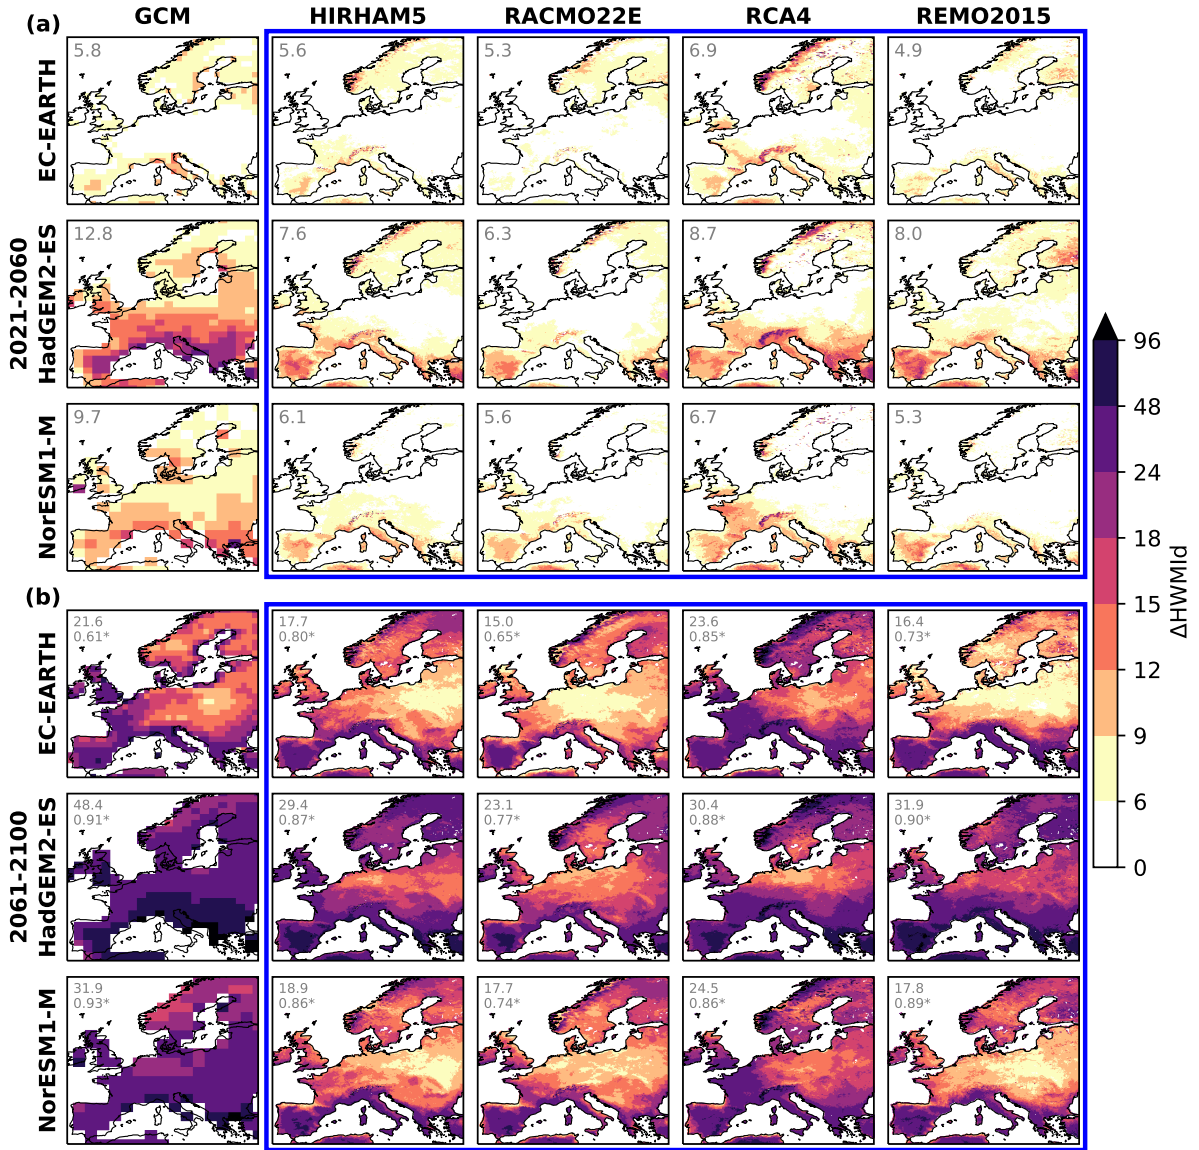 GCM HIRHAM5 RACMO22E RCA4 REMO2015
(a)
2021-2060
EC-EARTH
5.8 5.6 5.3 6.9 4.9
HadGEM2-ES
12.8 7.6 6.3 8.7 8.0
NorESM1-M
9.7 6.1 5.6 6.7 5.3
(b)
2061-2100
EC-EARTH
21.6 17.7 15.0 23.6 16.4
0.61* 0.80* 0.65* 0.85* 0.73*
HadGEM2-ES
48.4 29.4 23.1 30.4 31.9
0.91* 0.87* 0.77* 0.88* 0.90*
NorESM1-M
31.9 18.9 17.7 24.5 17.8
0.93* 0.86* 0.74* 0.86* 0.89*
96
48
24
18
15
12
9
6
0
ΔHWMId